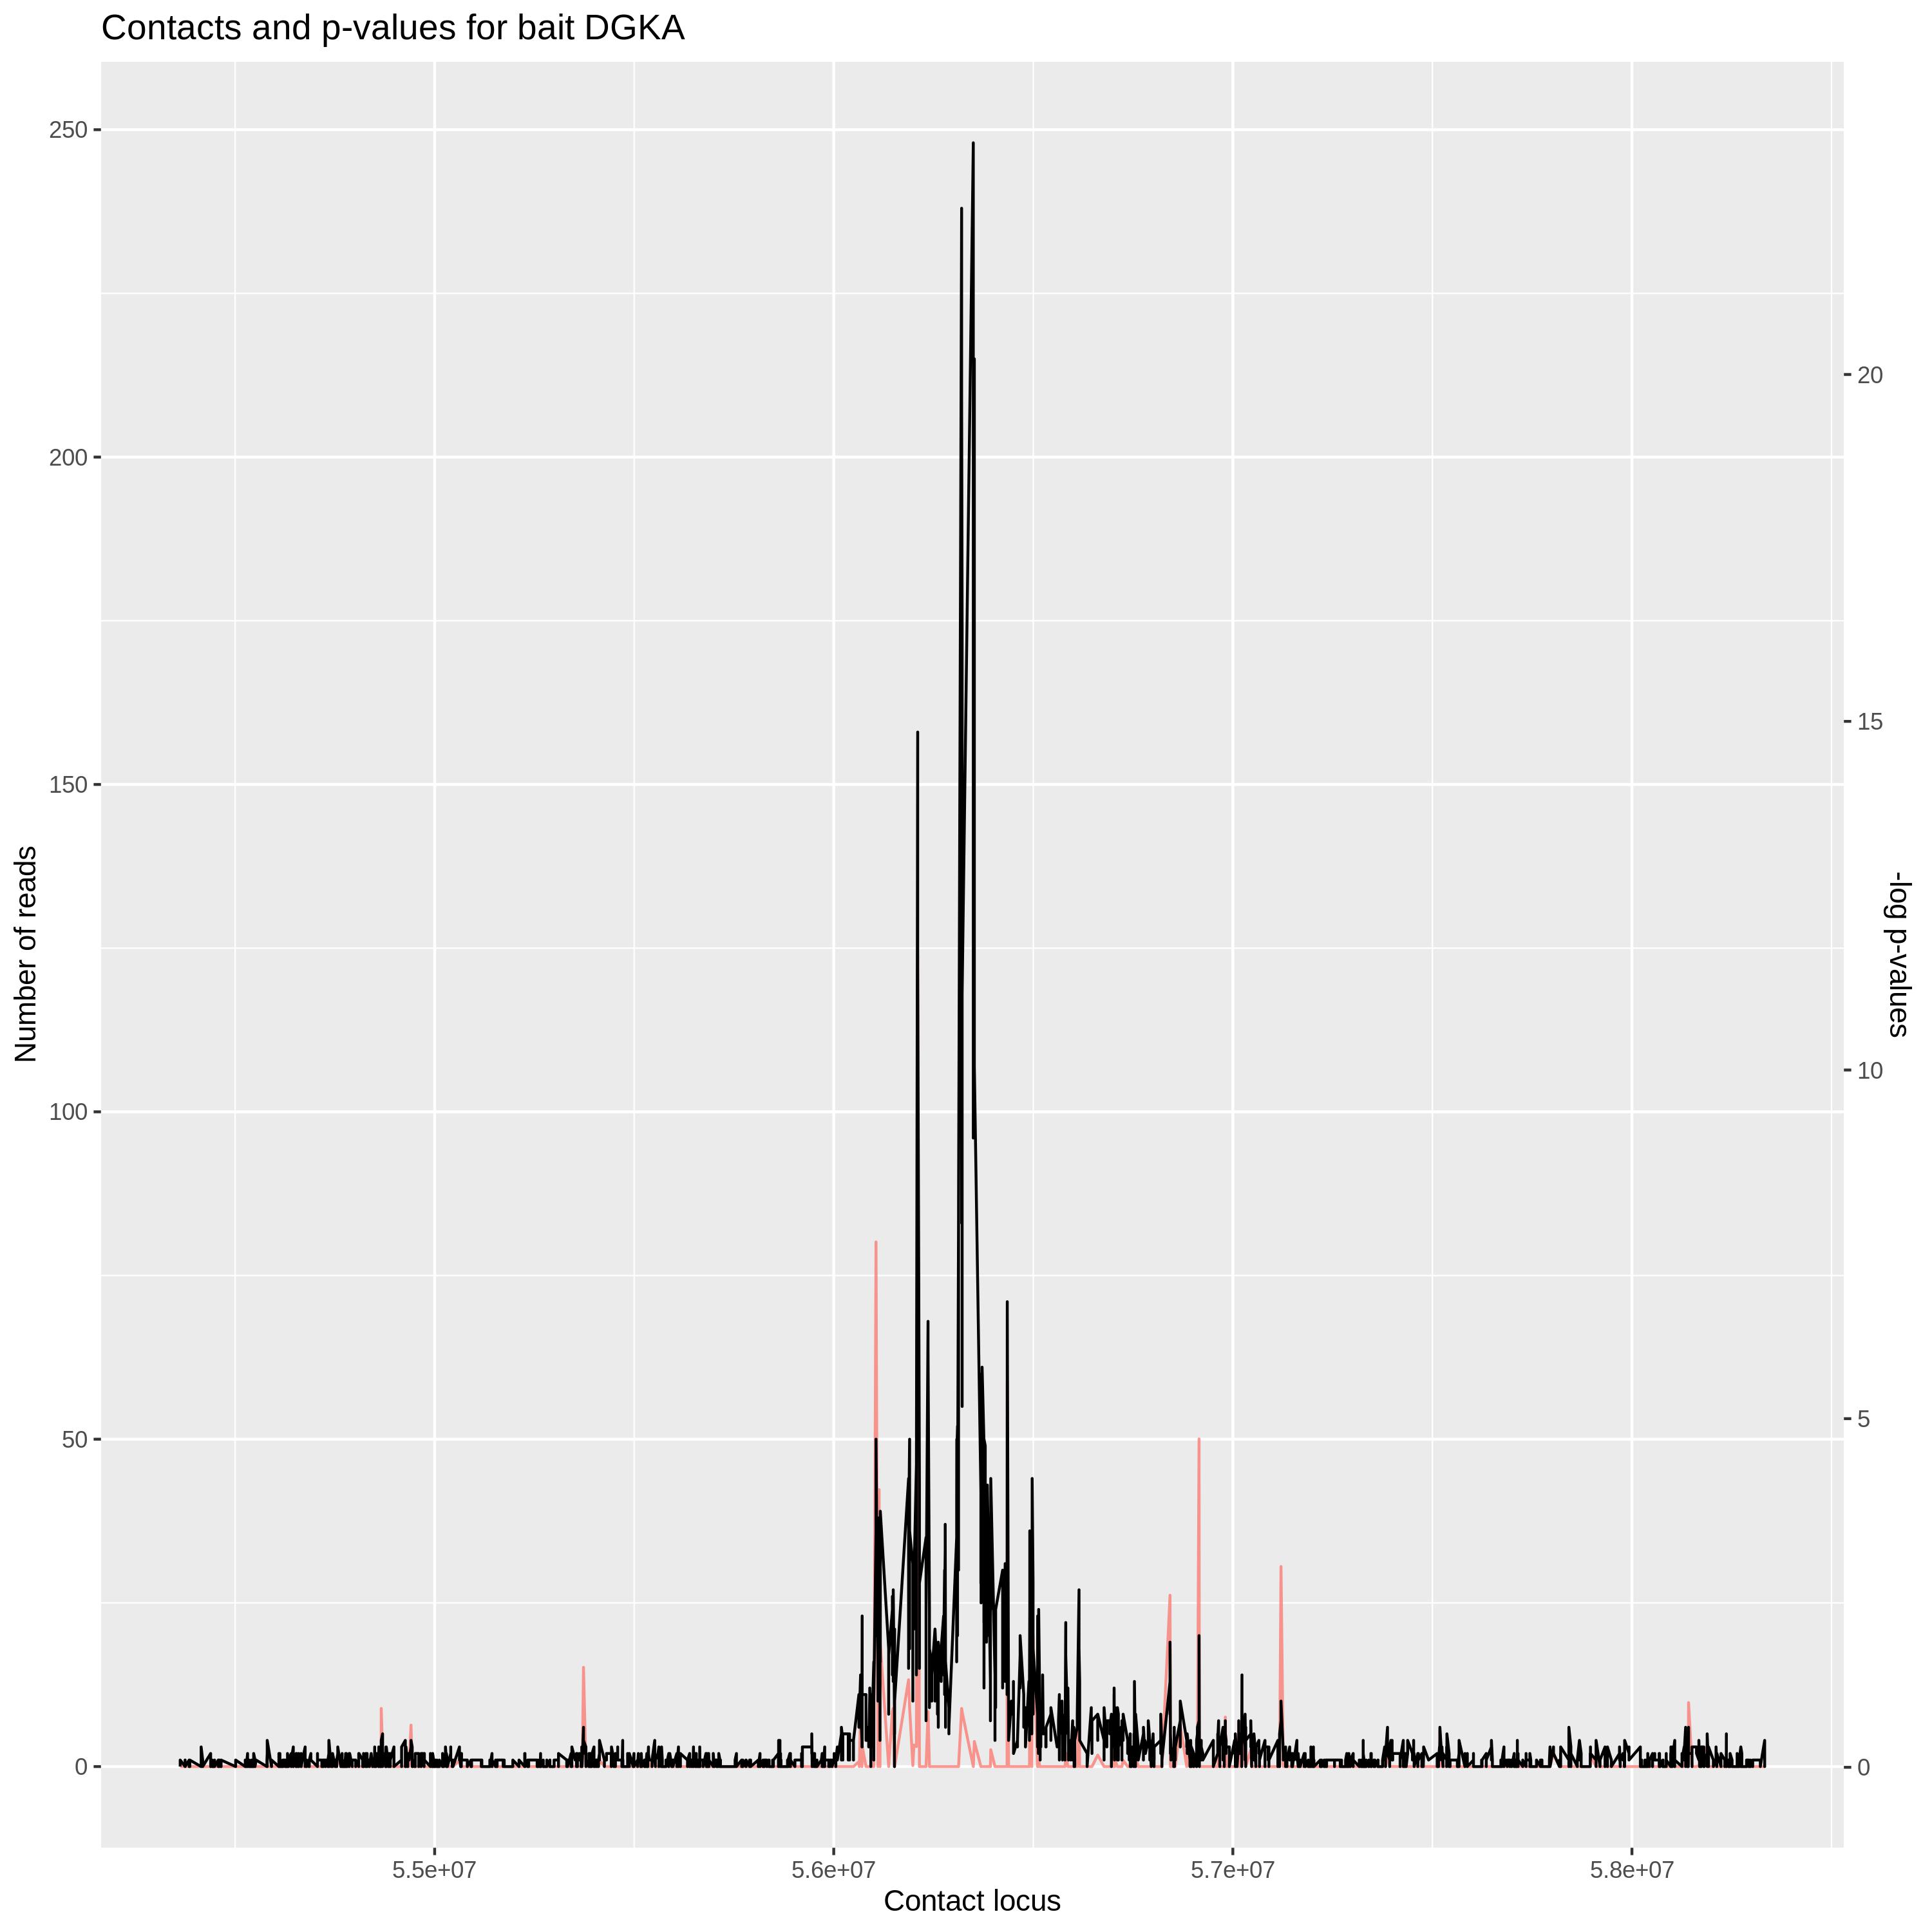 Contacts and p-values for bait DGKA
250
200
150
100
50
0
Number of reads
20
15
10
5
0
-log p-values
5.5e+07
5.6e+07
5.7e+07
5.8e+07
Contact locus